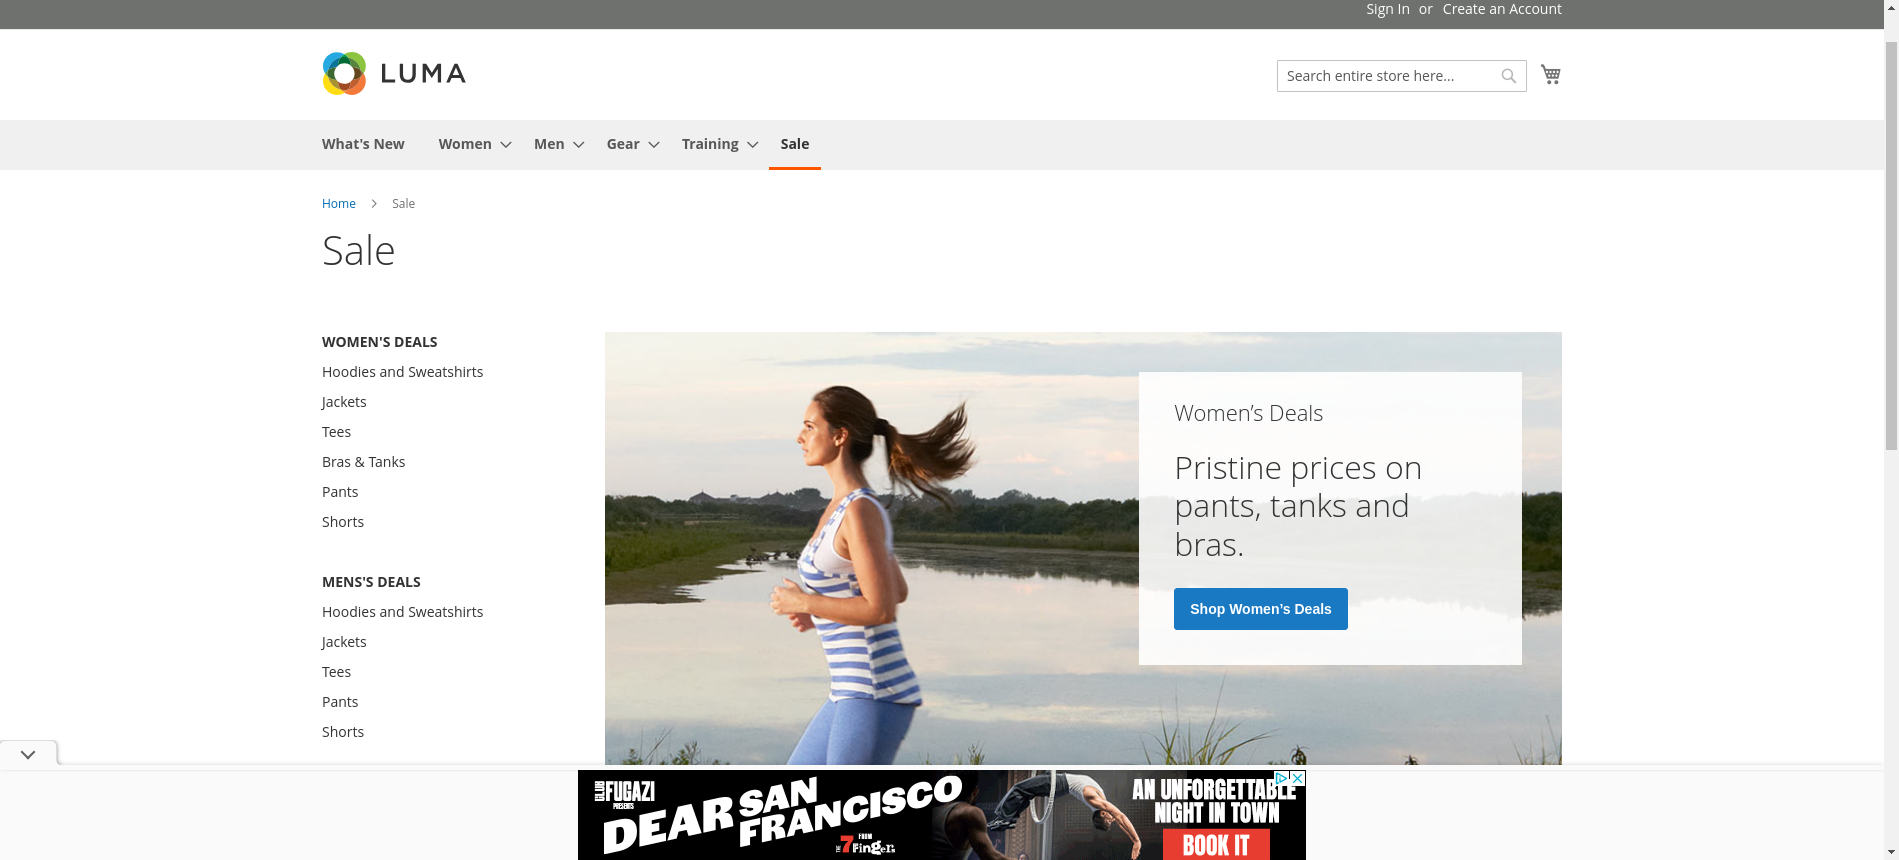 Sign In or Create an Account
LUMA
Search entire store here...
What's New Women Men Gear Training Sale
Home Sale
Sale
WOMEN'S DEALS
Hoodies and Sweatshirts
Jackets
Tees
Bras & Tanks
Pants
Shorts
MENS'S DEALS
Hoodies and Sweatshirts
Jackets
Tees
Pants
Shorts
Women’s Deals
Pristine prices on
pants, tanks and
bras.
Shop Women’s Deals
CLUB FUGAZI
PRESENTS
DEAR SAN
FRANCISCO
FROM
THE 7 Fingers
AN UNFORGETTABLE
NIGHT IN TOWN
BOOK IT